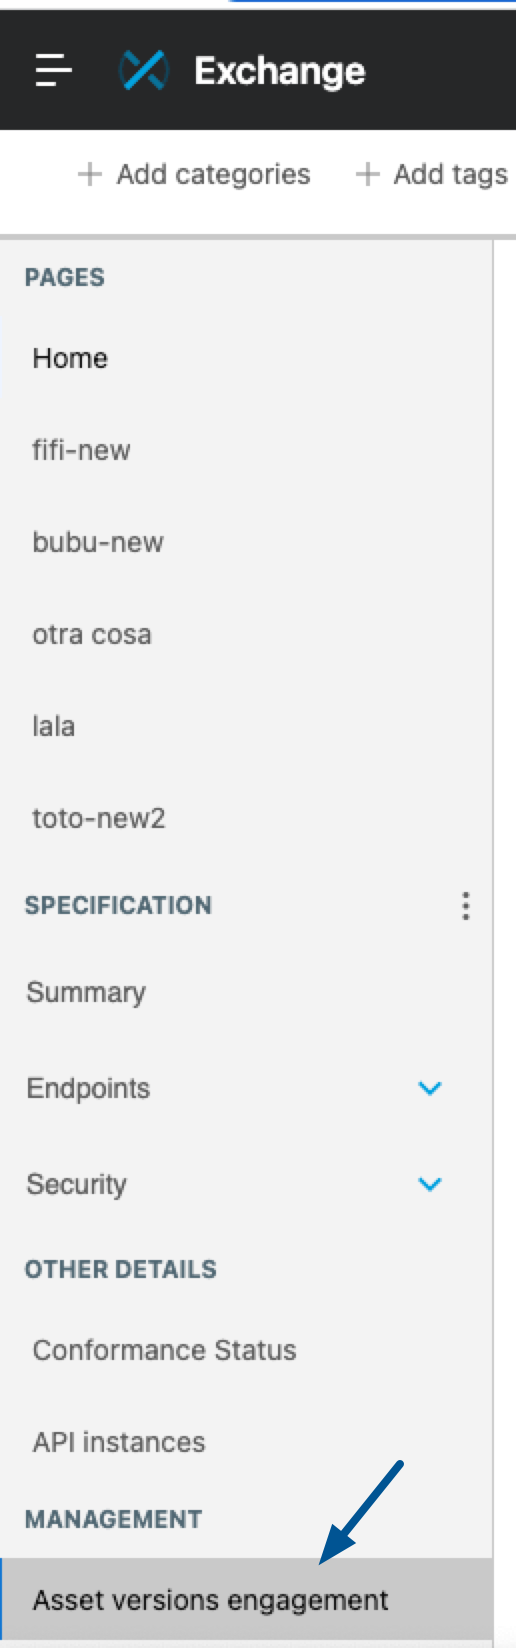 Exchange
Add categories Add tags
PAGES
Home
fifi-new
bubu-new
otra cosa
lala
toto-new2
SPECIFICATION
Summary
Endpoints
Security
OTHER DETAILS
Conformance Status
API instances
MANAGEMENT
Asset versions engagement